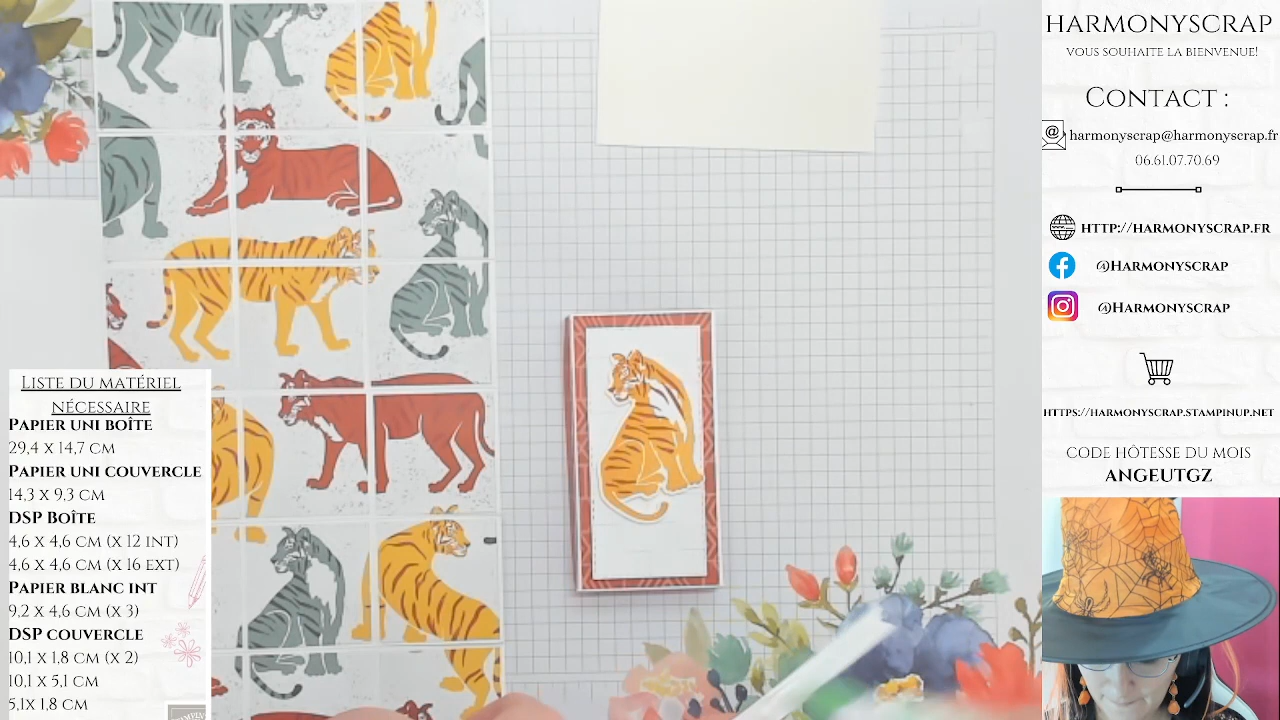 Liste du matériel
nécessaire
Papier uni boîte
29,4 x 14,7 cm
Papier uni couvercle
14,3 x 9,3 cm
DSP Boîte
4,6 x 4,6 cm (x 12 int)
4,6 x 4,6 cm (x 16 ext)
Papier blanc int
9,2 x 4,6 cm (x 3)
DSP couvercle
10,1 x 1,8 cm (x 2)
10,1 x 5,1 cm
5,1x 1,8 cm
HARMONYSCRAP
VOUS SOUHAITE LA BIENVENUE!
Contact :
harmonyscrap@harmonyscrap.fr
06.61.07.70.69
HTTP://HARMONYSCRAP.FR
@Harmonyscrap
@Harmonyscrap
HTTPS://HARMONYSCRAP.STAMPINUP.NET
CODE HÔTESSE DU MOIS
ANGEUTGZ